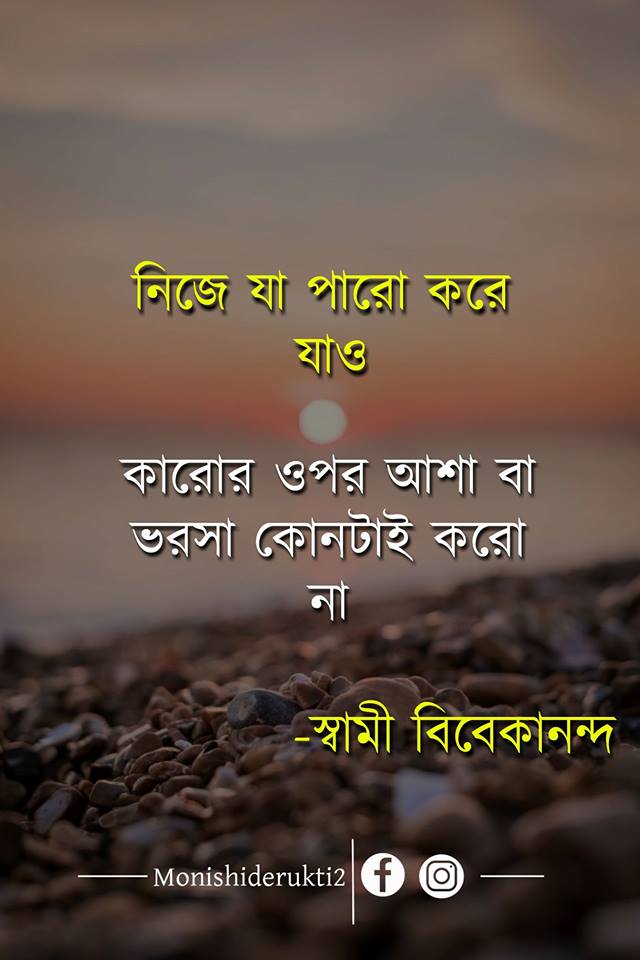 নিজে যা পারো করে
যাও
কারোর ওপর আশা বা
ভরসা কোনটাই করো
না
-স্বামী বিবেকানন্দ
Monishiderukti2